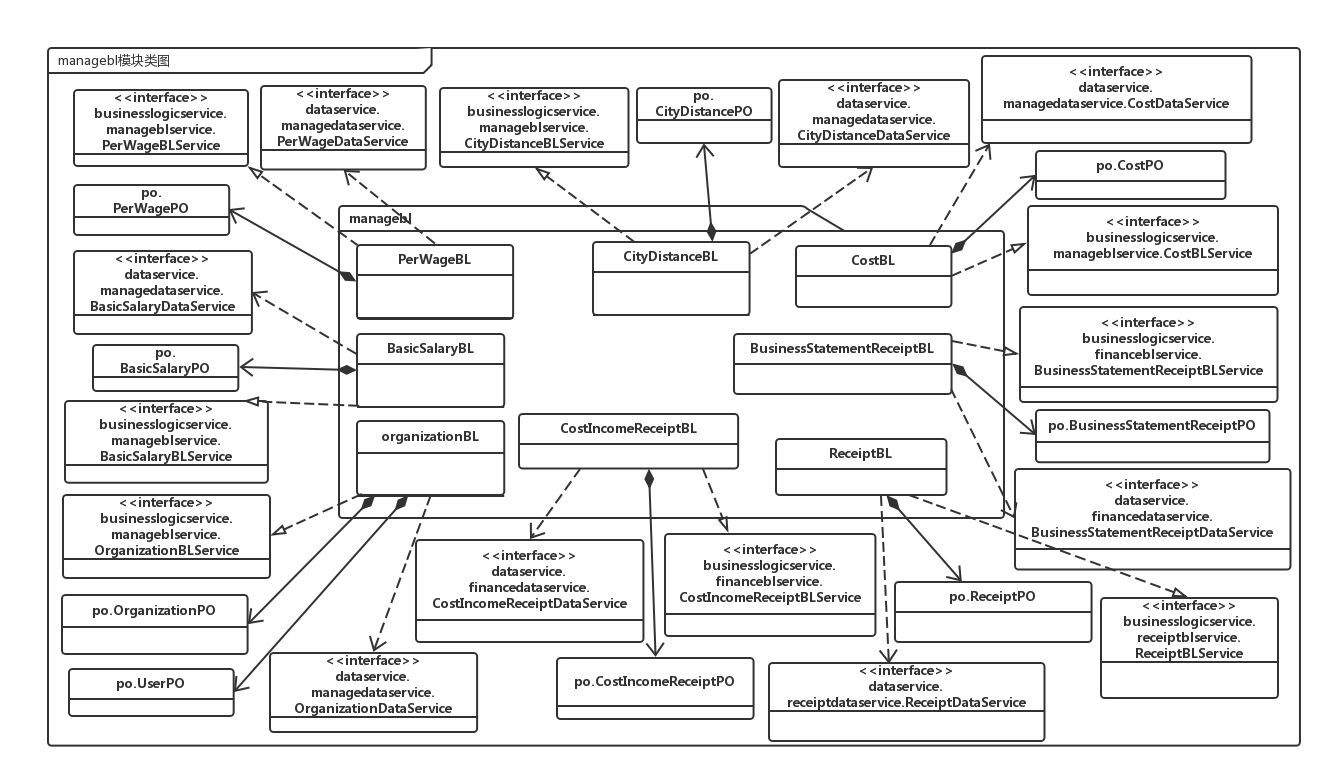 managebl模块类图
<<interface>>
businesslogicservice.
manageblservice.
PerWageBLService
<<interface>>
dataservice.
managedataservice.
PerWageDataService
<<interface>>
businesslogicservice.
manageblservice.
CityDistanceBLService
po.
CityDistancePO
<<interface>>
dataservice.
managedataservice.
CityDistanceDataService
<<interface>>
dataservice.
managedataservice.CostDataService
po.CostPO
po.
PerWagePO
managebl
<<interface>>
businesslogicservice.
manageblservice.CostBLService
PerWageBL
CityDistanceBL
CostBL
<<interface>>
dataservice.
managedataservice.
BasicSalaryDataService
<<interface>>
businesslogicservice.
financeblservice.
BusinessStatementReceiptBLService
BasicSalaryBL
BusinessStatementReceiptBL
po.
BasicSalaryPO
<<interface>>
businesslogicservice.
manageblservice.
BasicSalaryBLService
organizationBL
CostIncomeReceiptBL
ReceiptBL
po.BusinessStatementReceiptPO
<<interface>>
dataservice.
financedataservice.
BusinessStatementReceiptDataService
<<interface>>
businesslogicservice.
manageblservice.
OrganizationBLService
<<interface>>
dataservice.
financedataservice.
CostIncomeReceiptDataService
<<interface>>
businesslogicservice.
financeblservice.
CostIncomeReceiptBLService
po.ReceiptPO
<<interface>>
businesslogicservice.
receiptblservice.
ReceiptBLService
po.OrganizationPO
po.UserPO
<<interface>>
dataservice.
managedataservice.
OrganizationDataService
po.CostIncomeReceiptPO
<<interface>>
dataservice.
receiptdataservice.ReceiptDataService